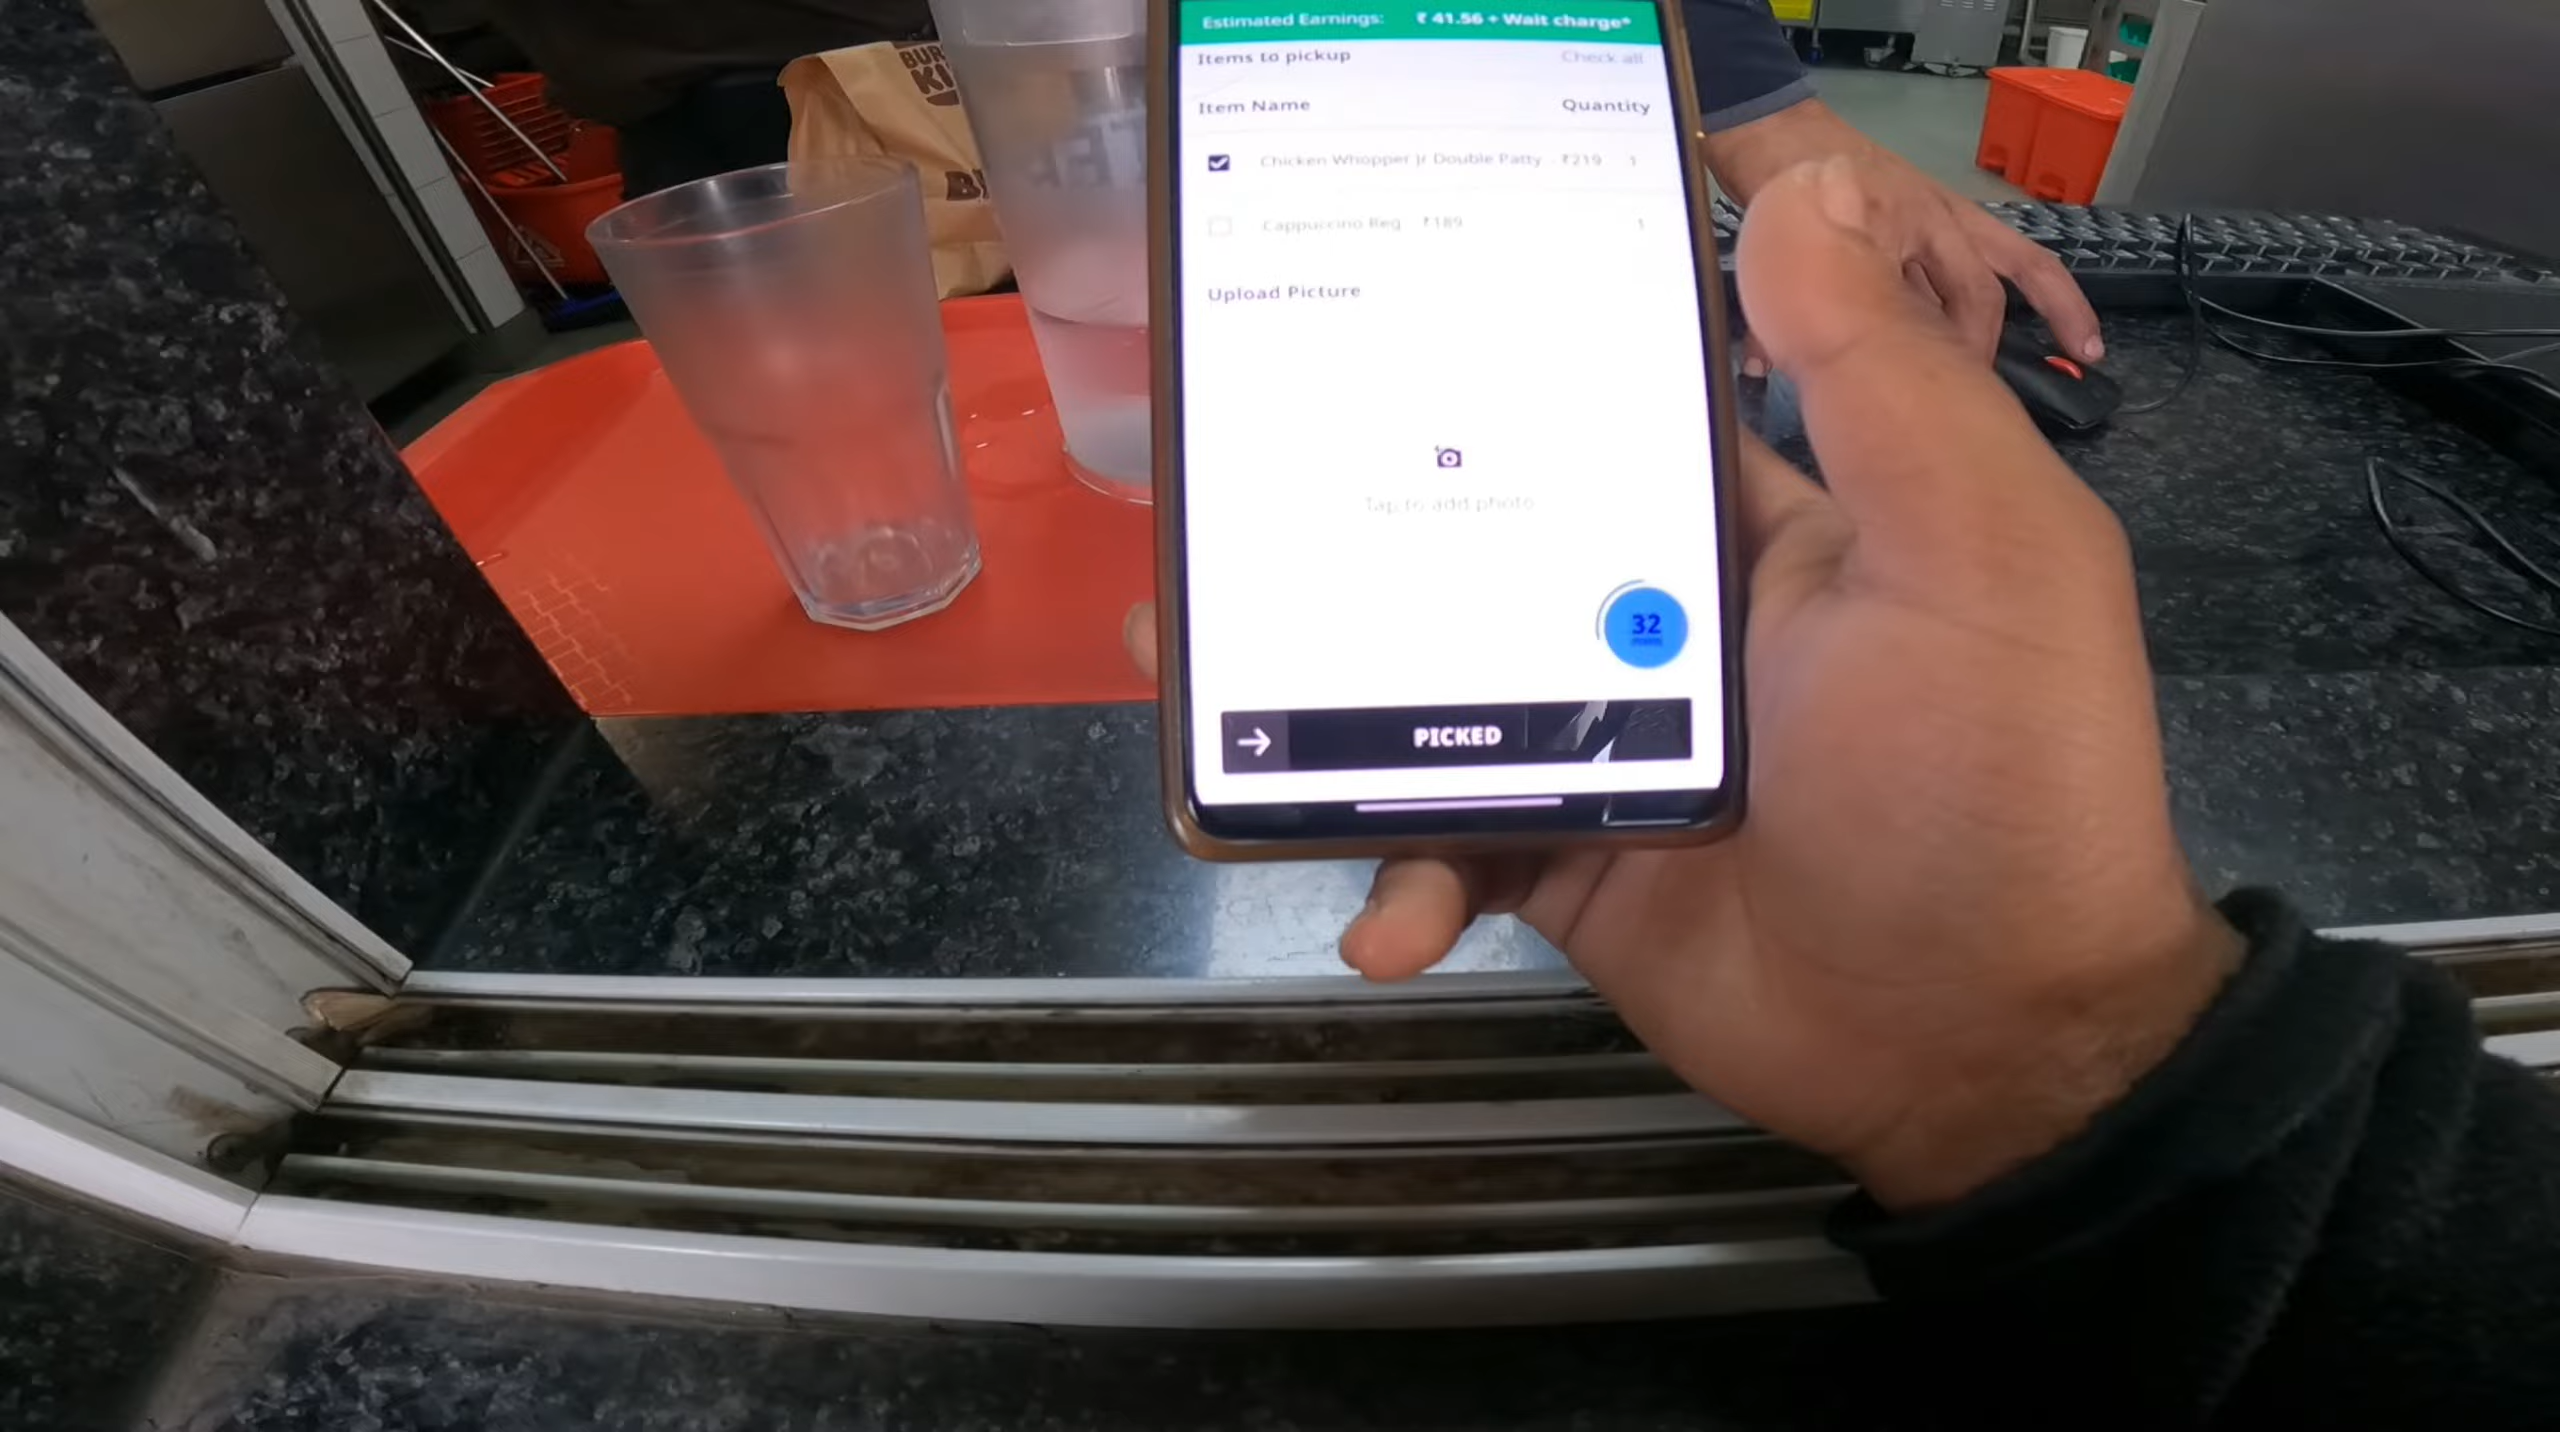 Estimated Earnings: ₹ 41.56 + Wait charge*
Items to pickup Check all
Item Name Quantity
Chicken Whopper Jr Double Patty - ₹219 1
Cappuccino Reg ₹189 1
Upload Picture
Tap to add photo
32
mins
PICKED